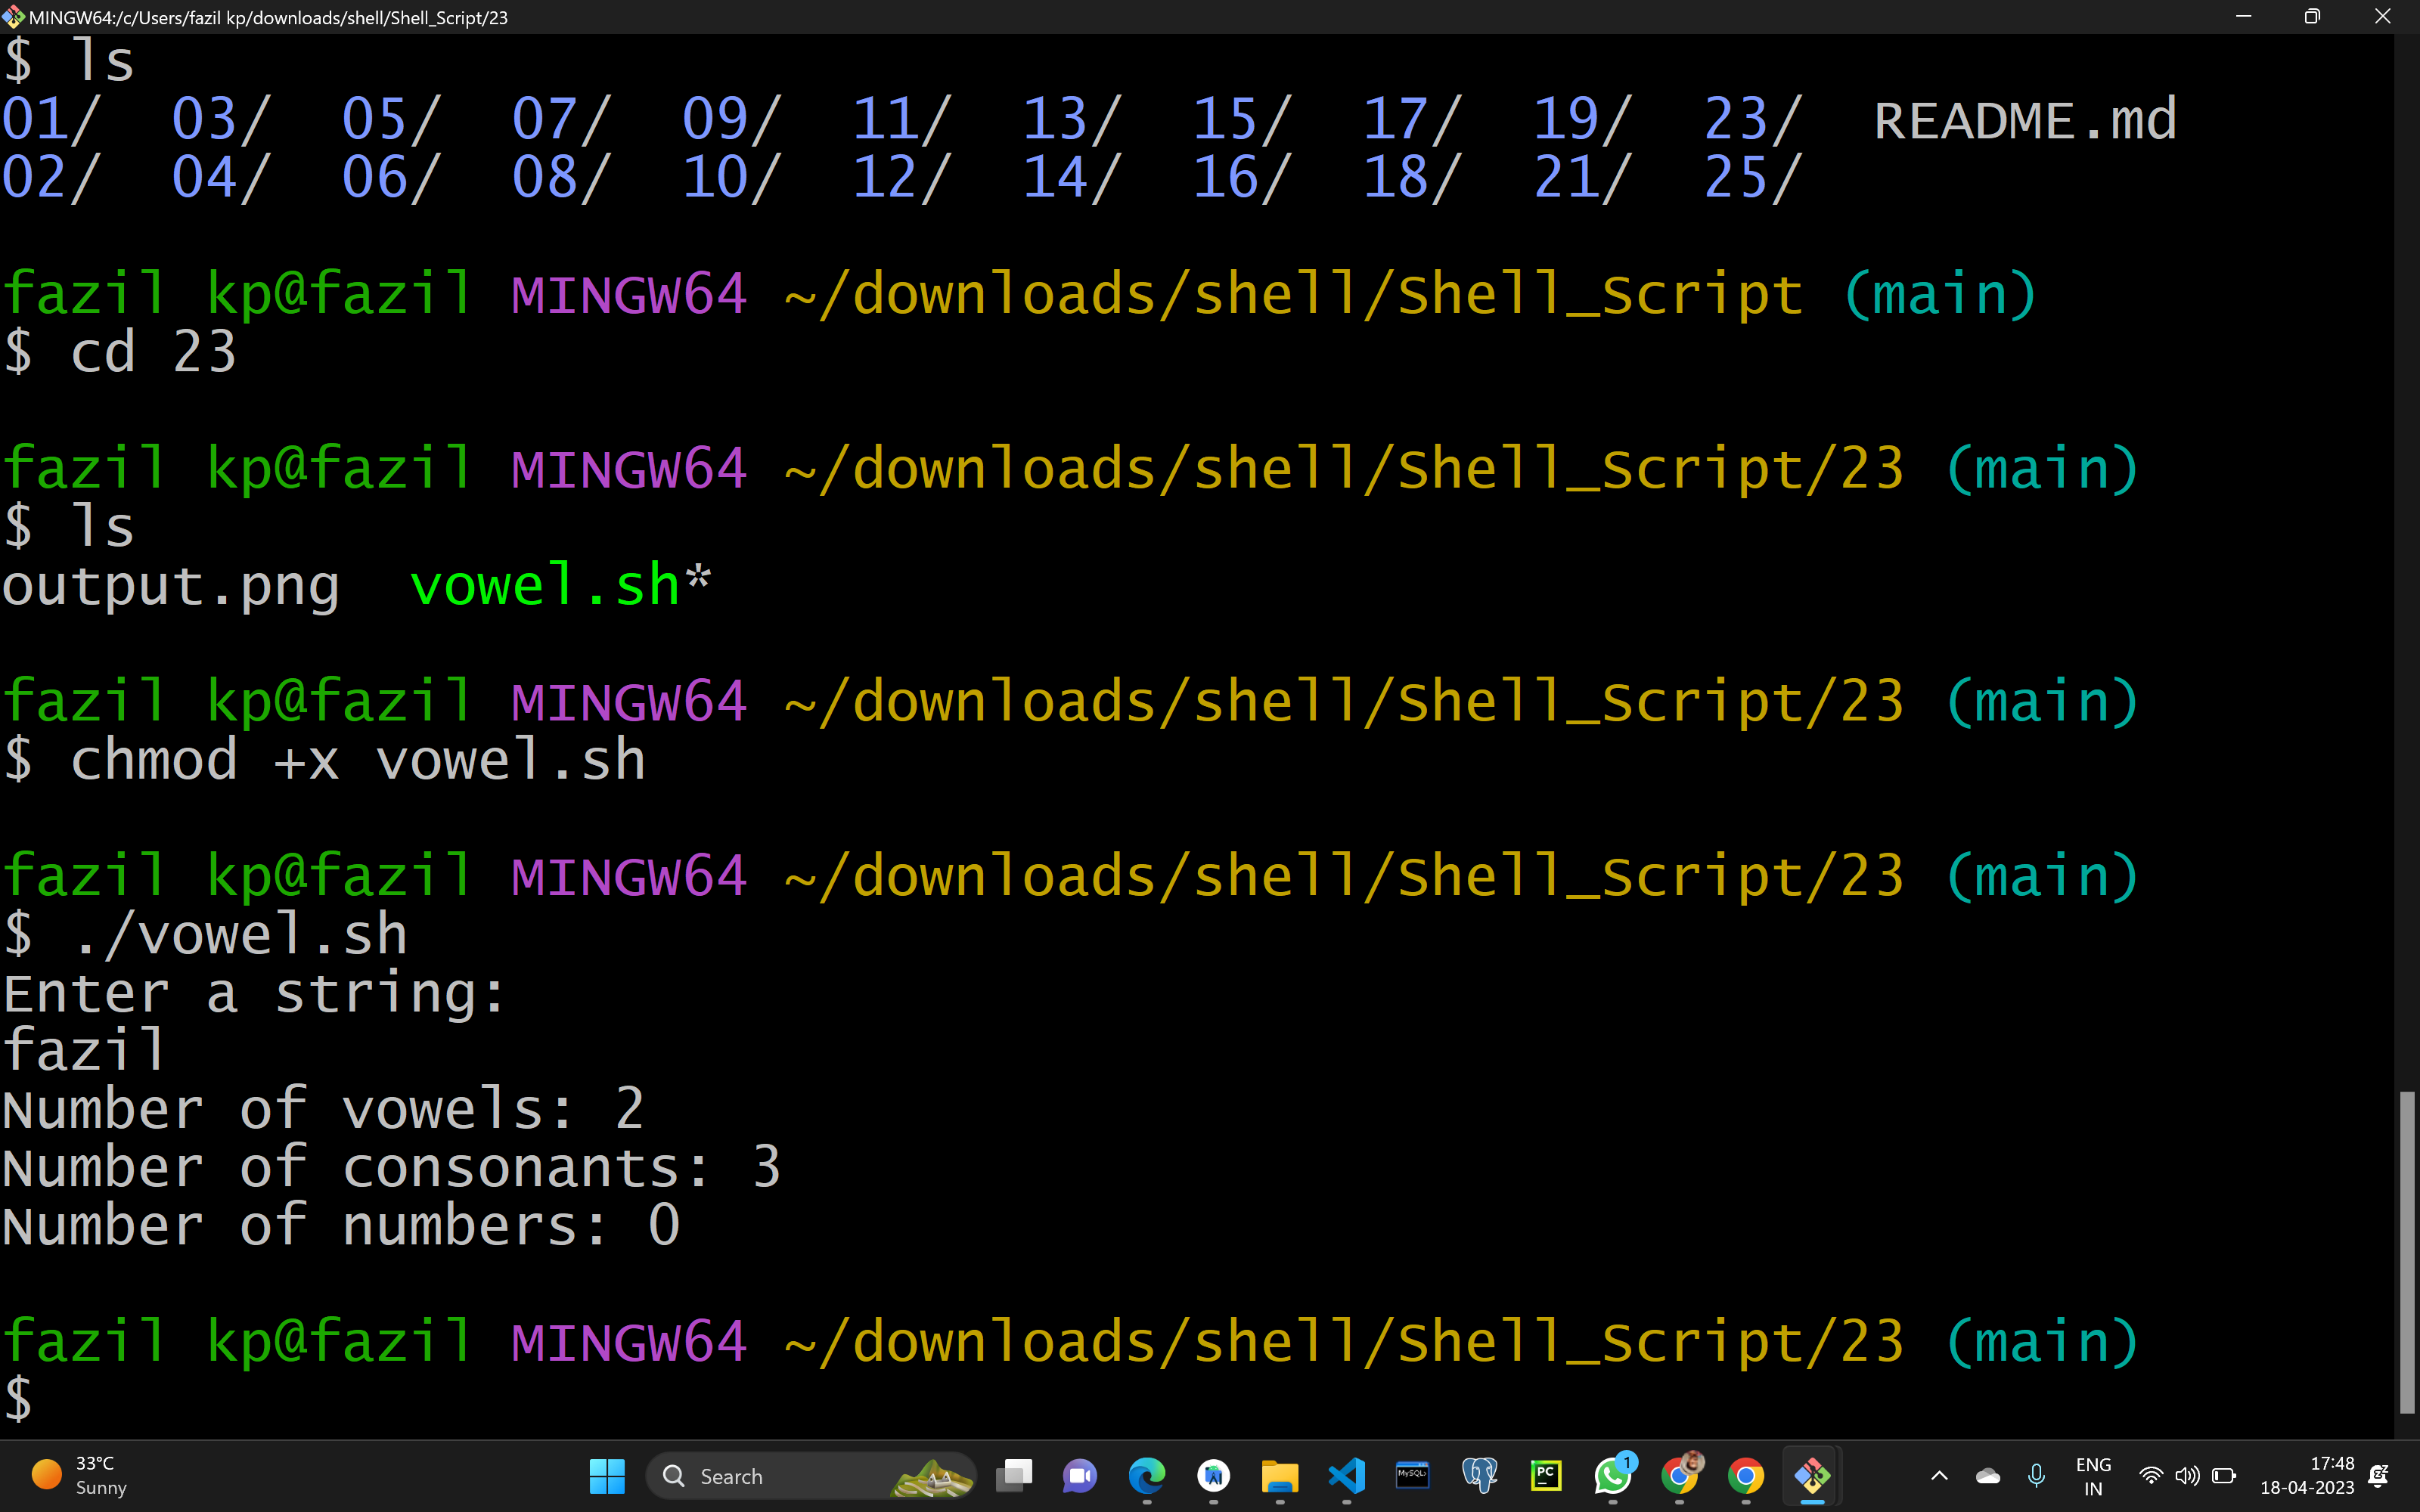 MINGW64:/c/Users/fazil kp/downloads/shell/Shell_Script/23
$ ls
01/  03/  05/  07/  09/  11/  13/  15/  17/  19/  23/  README.md
02/  04/  06/  08/  10/  12/  14/  16/  18/  21/  25/
fazil kp@fazil MINGW64 ~/downloads/shell/Shell_Script (main)
$ cd 23
fazil kp@fazil MINGW64 ~/downloads/shell/Shell_Script/23 (main)
$ ls
output.png  vowel.sh*
fazil kp@fazil MINGW64 ~/downloads/shell/Shell_Script/23 (main)
$ chmod +x vowel.sh
fazil kp@fazil MINGW64 ~/downloads/shell/Shell_Script/23 (main)
$ ./vowel.sh
Enter a string:
fazil
Number of vowels: 2
Number of consonants: 3
Number of numbers: 0
fazil kp@fazil MINGW64 ~/downloads/shell/Shell_Script/23 (main)
$
33°C
Sunny
Search
MySQL
PC
1
ENG
IN
17:48
18-04-2023